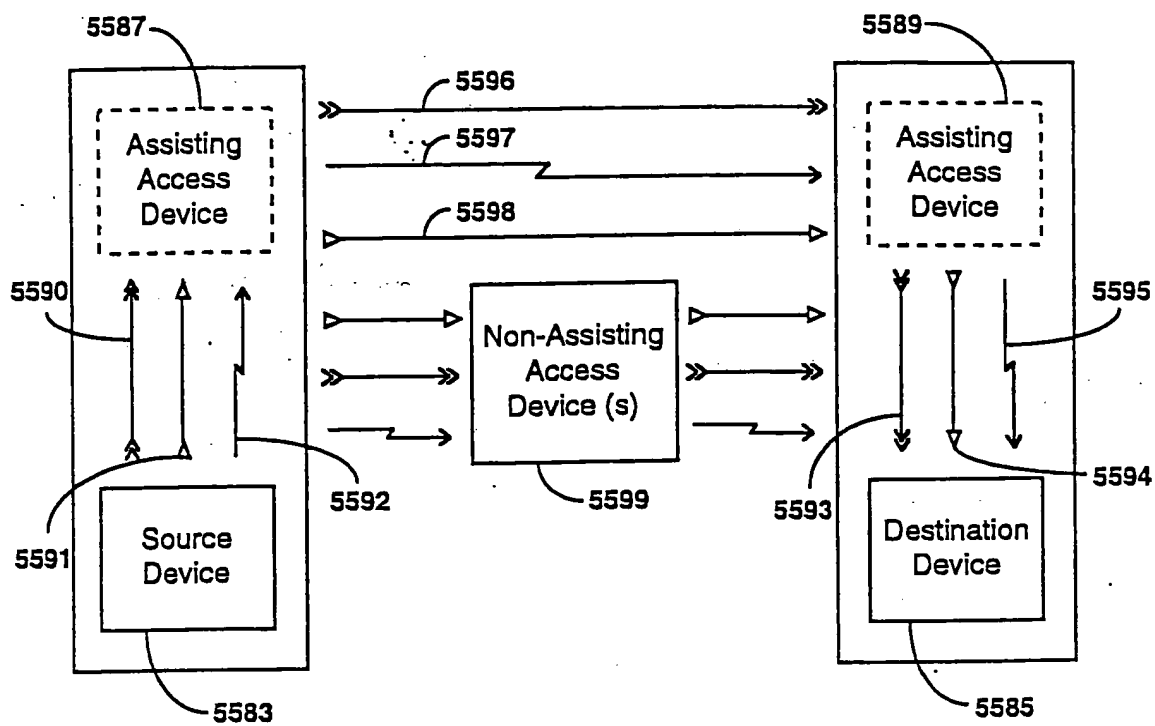 5587
5589
5596
Assisting
Access
Device
5597
Assisting
Access
Device
5598
5590
5595
Non-Assisting
Access
Device (s)
5591
5592
5599
5593
5594
Source
Device
Destination
Device
5583
5585